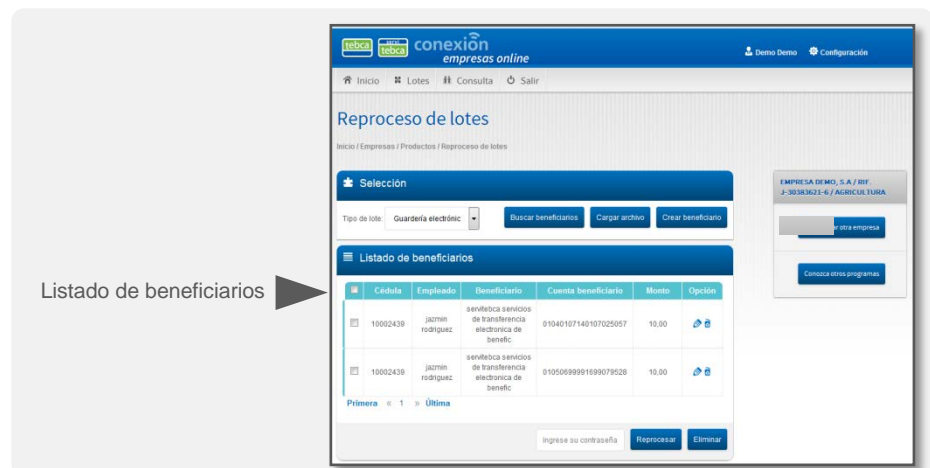 tebca tebca conexión
empresas online
Demo Demo Configuración
Inicio Lotes Consulta Salir
Reproceso de lotes
Inicio / Empresas / Productos / Reproceso de lotes
Selección
EMPRESA DEMO, S.A / RIF.
J-30383621-6 / AGRICULTURA
Tipo de lote: Guardería electrónic Buscar beneficiarios Cargar archivo Crear beneficiario
otra empresa
Listado de beneficiarios
Conozca otros programas
Listado de beneficiarios
Cédula Empleado Beneficiario Cuenta beneficiario Monto Opción
10002439 jazmin rodriguez servitebca servicios de transferencia electronica de benefic 01040107140107025057 10,00
10002439 jazmin rodriguez servitebca servicios de transferencia electronica de benefic 01050699991699079528 10,00
Primera « 1 » Última
Ingrese su contraseña Reprocesar Eliminar